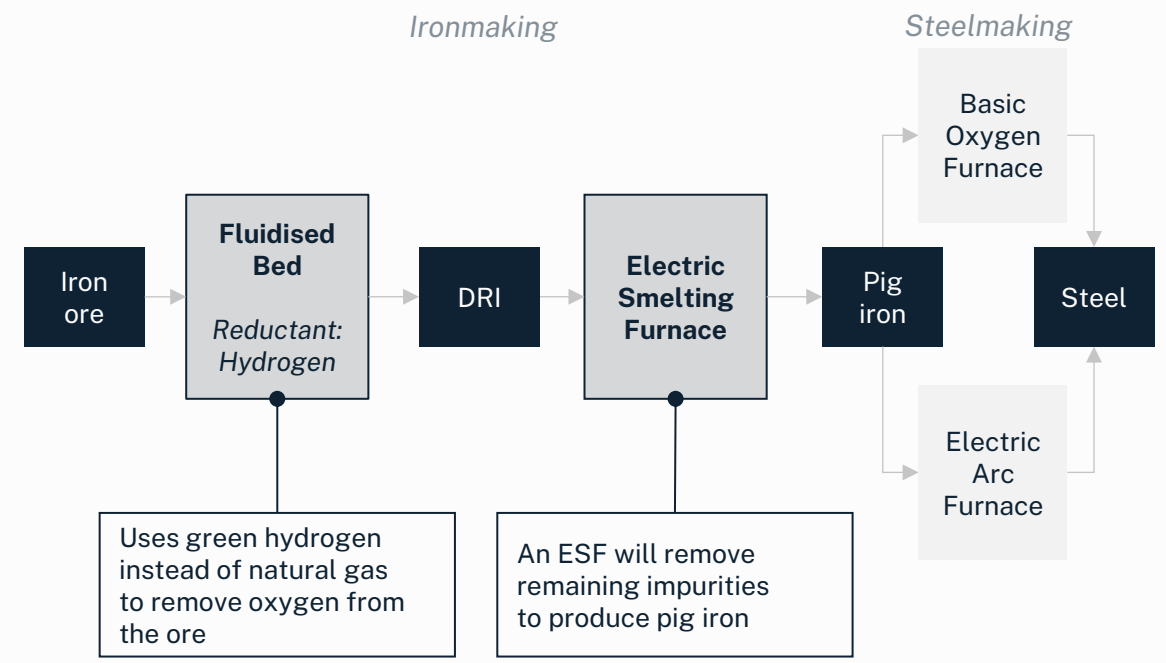 Ironmaking
Steelmaking
Iron
ore
Fluidised
Bed
Reductant:
Hydrogen
DRI
Electric
Smelting
Furnace
Pig
iron
Basic
Oxygen
Furnace
Electric
Arc
Furnace
Steel
Uses green hydrogen
instead of natural gas
to remove oxygen from
the ore
An ESF will remove
remaining impurities
to produce pig iron